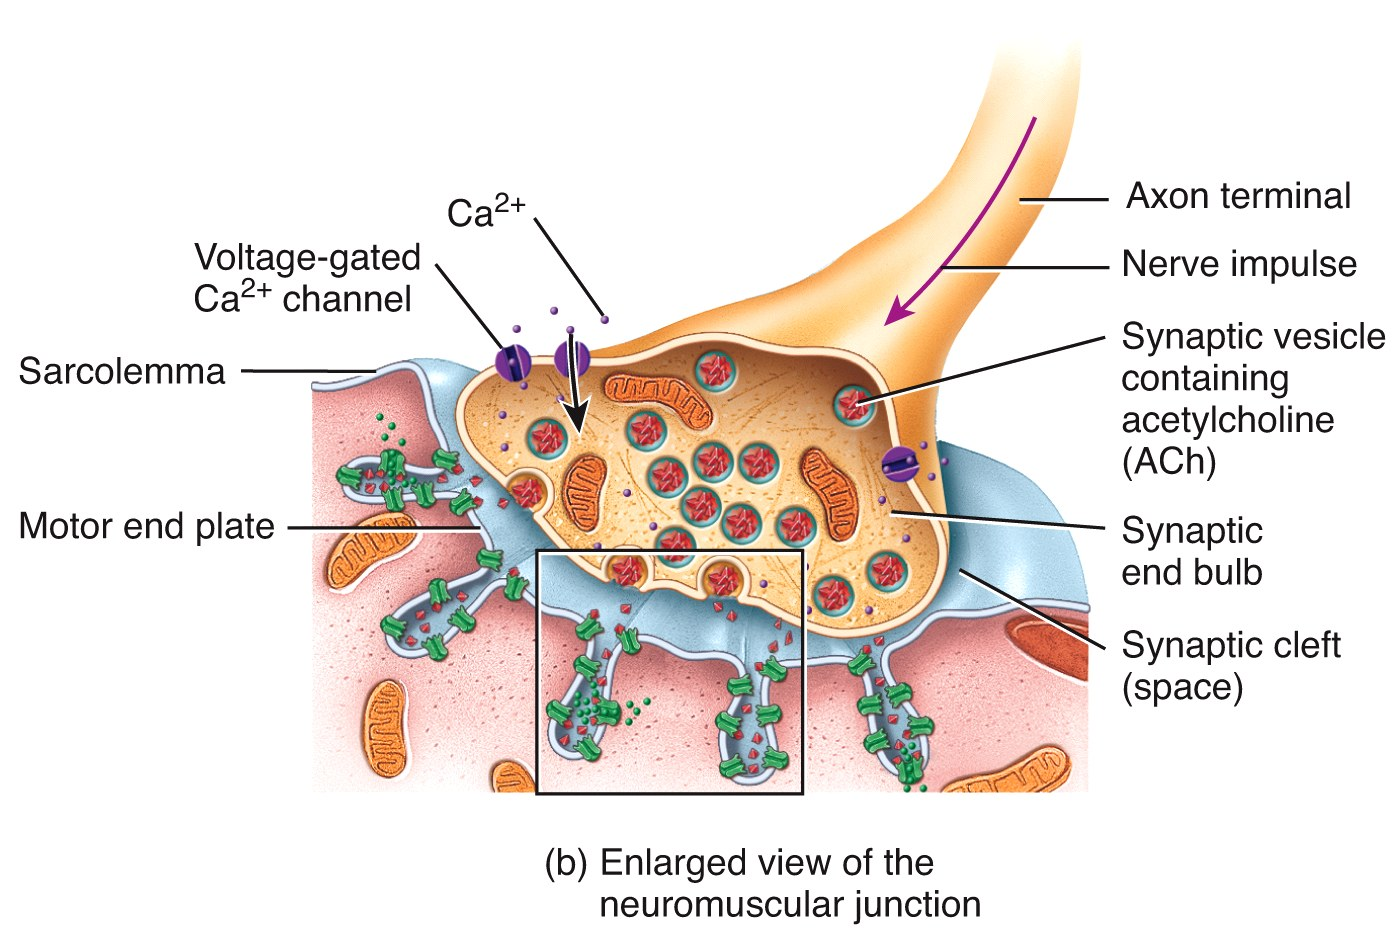 Ca²⁺
Voltage-gated
Ca²⁺ channel
Sarcolemma
Motor end plate
Axon terminal
Nerve impulse
Synaptic vesicle
containing
acetylcholine
(ACh)
Synaptic
end bulb
Synaptic cleft
(space)
(b) Enlarged view of the
neuromuscular junction